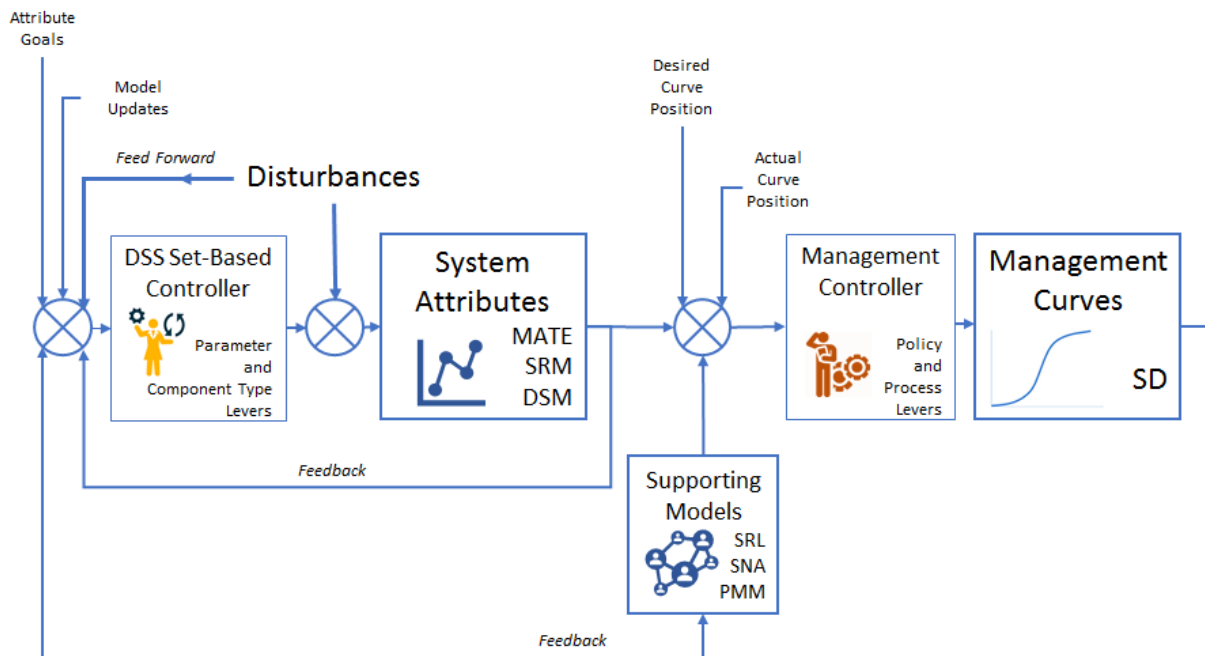 Attribute
Goals
Model
Updates
Feed Forward
Disturbances
Desired
Curve
Position
Actual
Curve
Position
DSS Set-Based
Controller
Parameter
and
Component Type
Levers
System
Attributes
MATE
SRM
DSM
Management
Controller
Policy
and
Process
Levers
Management
Curves
SD
Feedback
Supporting
Models
SRL
SNA
PMM
Feedback